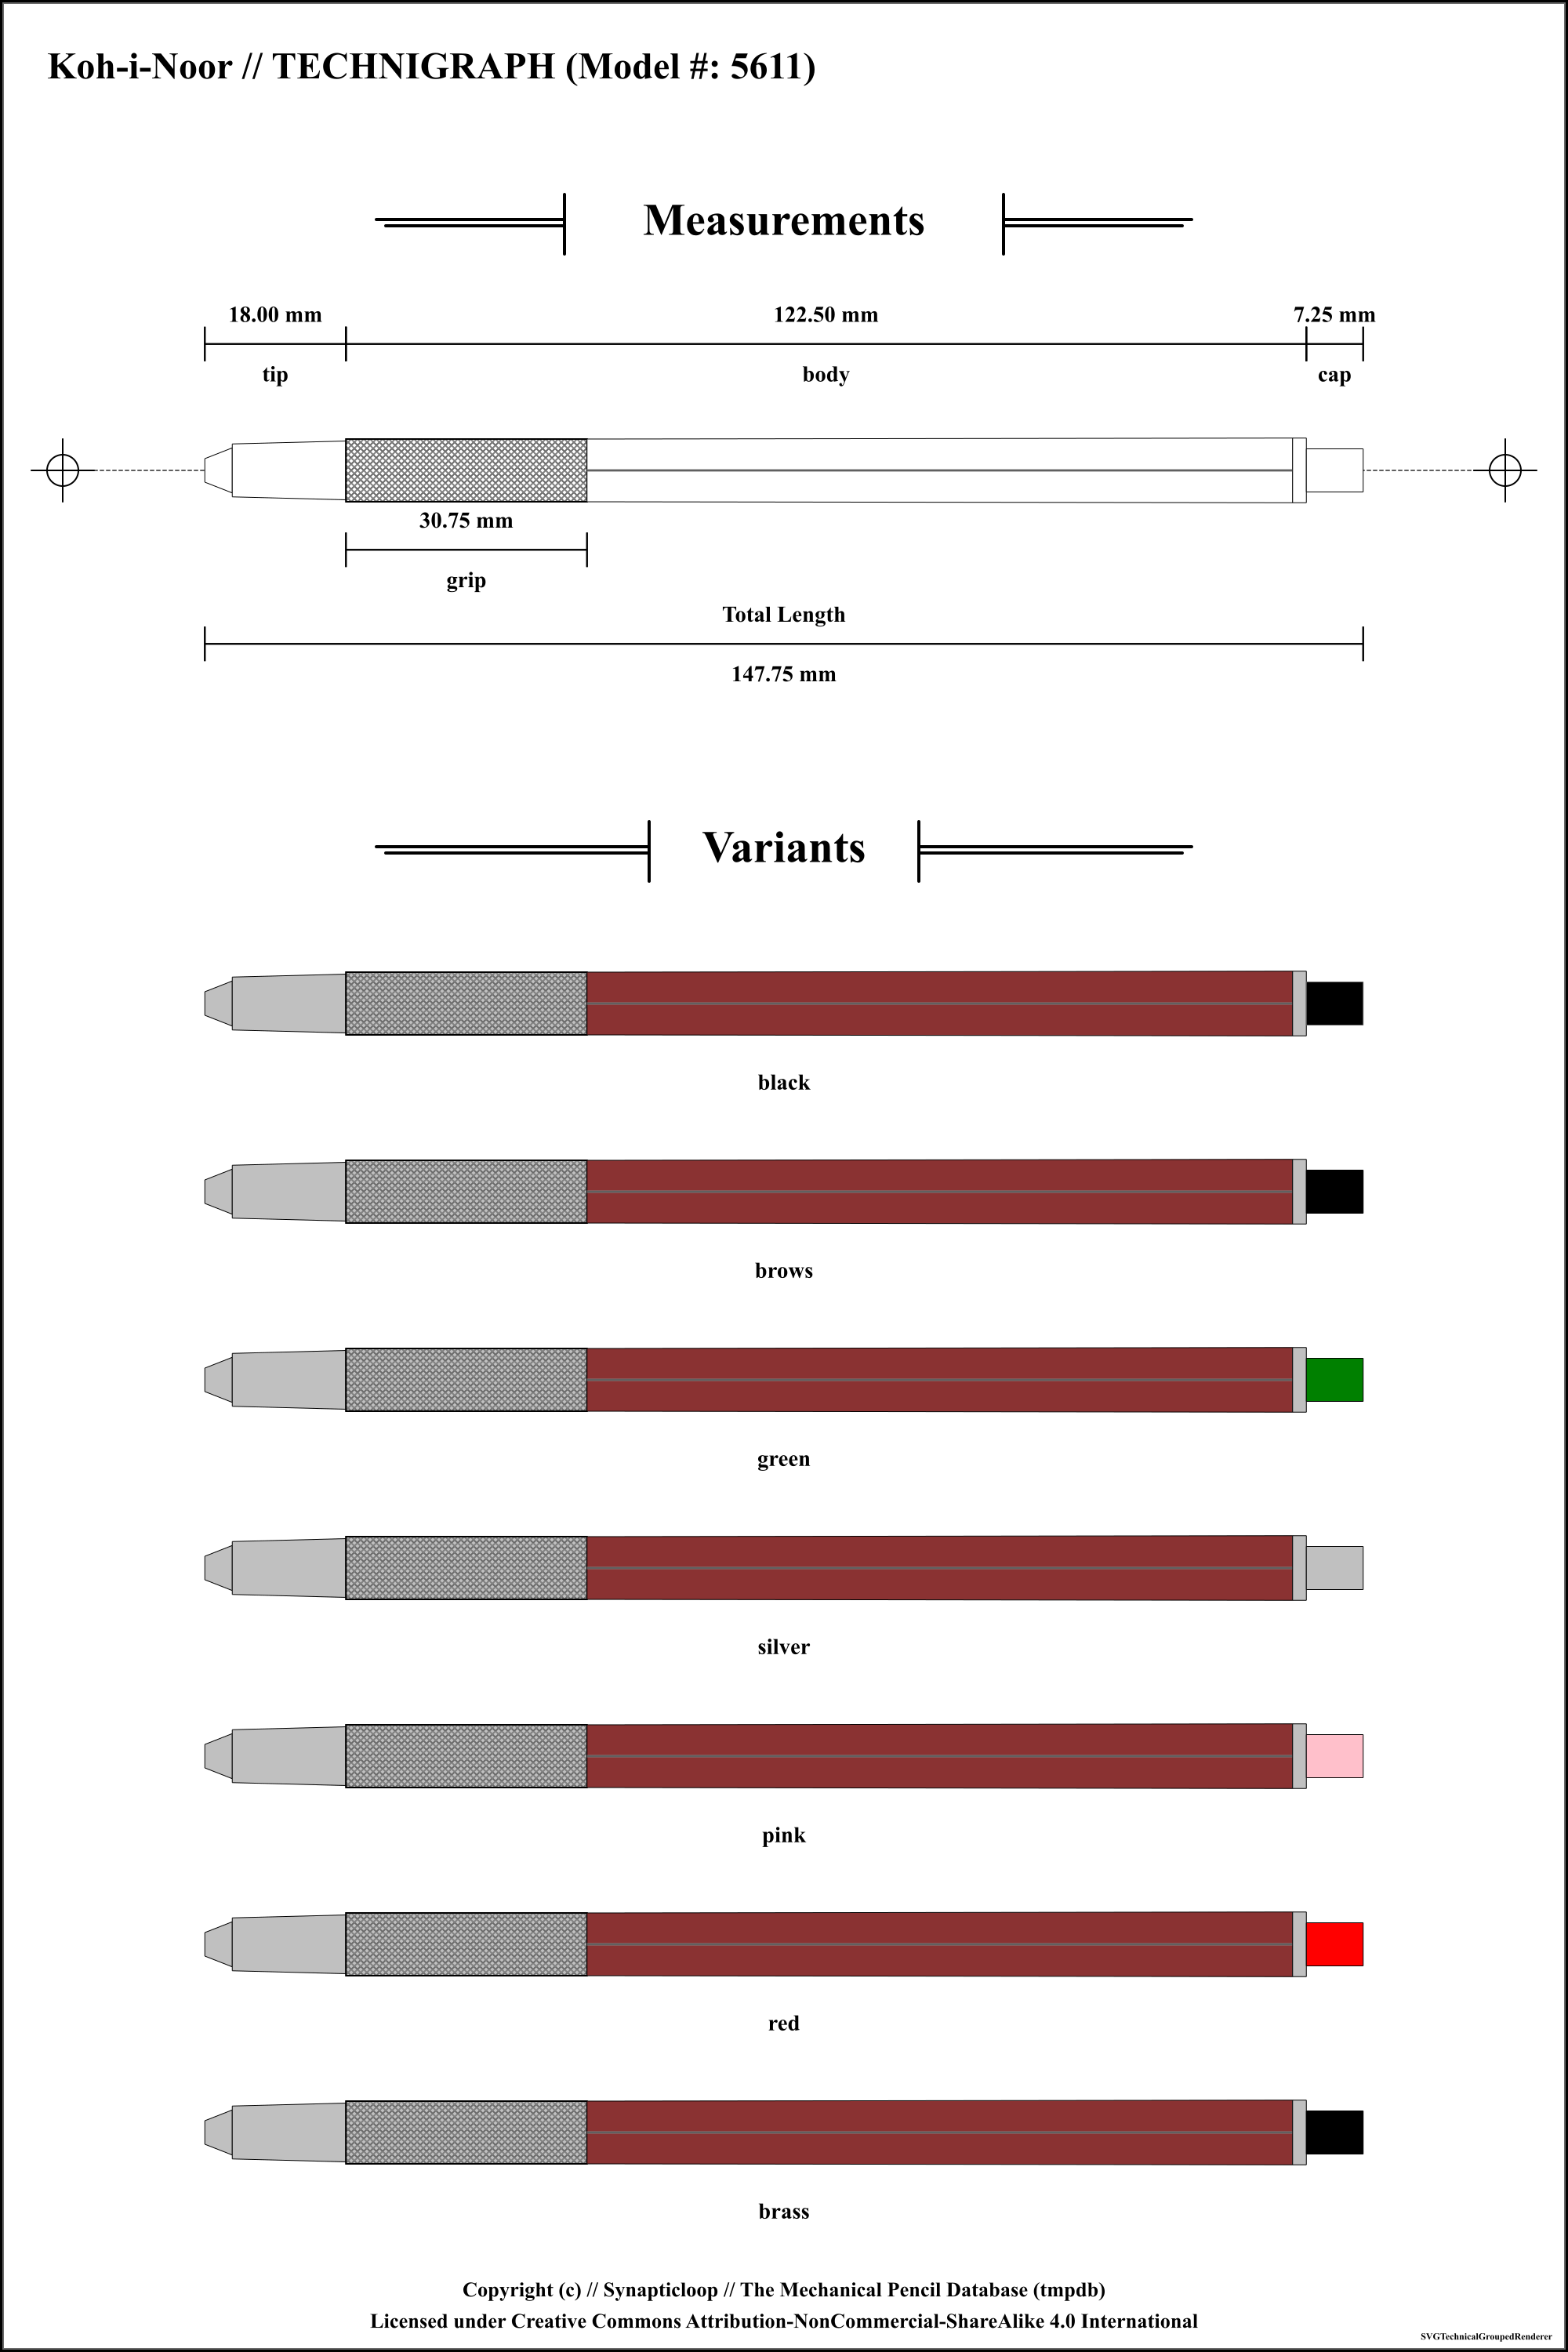 Koh-i-Noor // TECHNIGRAPH (Model #: 5611)
Measurements
18.00 mm 122.50 mm 7.25 mm
tip body cap
30.75 mm
grip
Total Length
147.75 mm
Variants
black
brows
green
silver
pink
red
brass
Copyright (c) // Synapticloop // The Mechanical Pencil Database (tmpdb)
Licensed under Creative Commons Attribution-NonCommercial-ShareAlike 4.0 International
SVGTechnicalGroupedRenderer